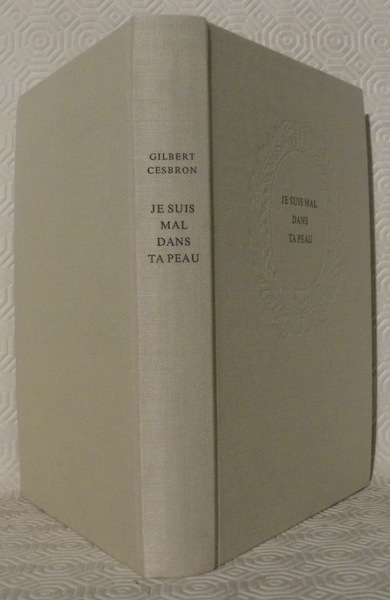 GILBERT
CESBRON
JE SUIS
MAL
DANS
TA PEAU
JE SUIS MAL
DANS
TA PEAU